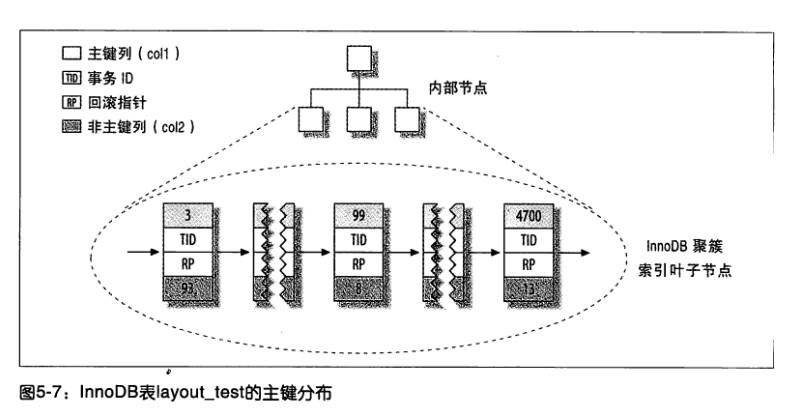 主键列（col1）
TID 事务 ID
RP 回滚指针
非主键列（col2）
内部节点
3
TID
RP
93
99
TID
RP
8
4700
TID
RP
13
InnoDB 聚簇
索引叶子节点
图5-7：InnoDB表layout_test的主键分布